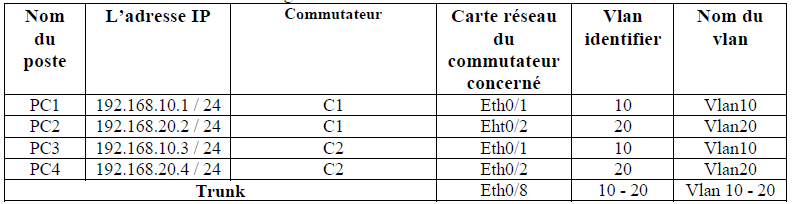 Nom du poste | L'adresse IP | Commutateur | Carte réseau du commutateur concerné | Vlan identifier | Nom du vlan
PC1 | 192.168.10.1 / 24 | C1 | Eth0/1 | 10 | Vlan10
PC2 | 192.168.20.2 / 24 | C1 | Eht0/2 | 20 | Vlan20
PC3 | 192.168.10.3 / 24 | C2 | Eth0/1 | 10 | Vlan10
PC4 | 192.168.20.4 / 24 | C2 | Eth0/2 | 20 | Vlan20
Trunk | Eth0/8 | 10 - 20 | Vlan 10 - 20